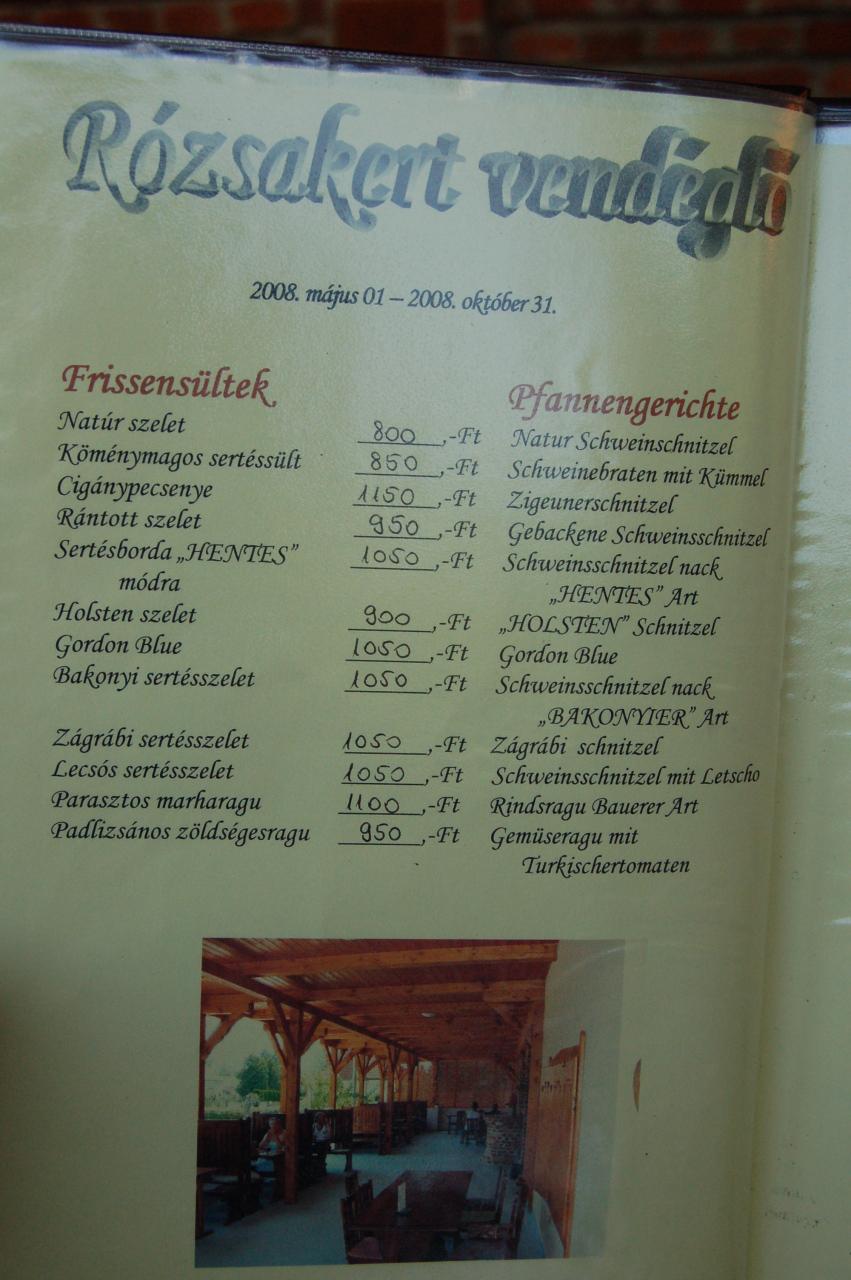 Rózsakert vendéglő
2008. május 01 – 2008. október 31.
Frissensültek Pfannengerichte
Natúr szelet 800,-Ft Natur Schweinschnitzel
Köménymagos sertéssült 850,-Ft Schweinebraten mit Kümmel
Cigánypecsenye 1150,-Ft Zigeunerschnitzel
Rántott szelet 950,-Ft Gebackene Schweinsschnitzel
Sertésborda „HENTES” 1050,-Ft Schweinsschnitzel nack
módra „HENTES” Art
Holsten szelet 900,-Ft „HOLSTEN” Schnitzel
Gordon Blue 1050,-Ft Gordon Blue
Bakonyi sertésszelet 1050,-Ft Schweinsschnitzel nack
„BAKONYIER” Art
Zágrábi sertésszelet 1050,-Ft Zágrábi schnitzel
Lecsós sertésszelet 1050,-Ft Schweinsschnitzel mit Letscho
Parasztos marharagu 1100,-Ft Rindsragu Bauerer Art
Padlizsános zöldségesragu 950,-Ft Gemüseragu mit
Turkischertomaten